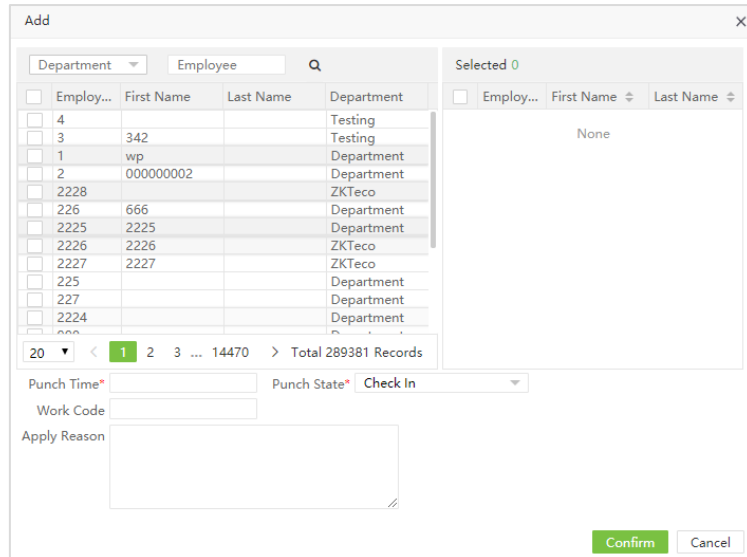 Add ×
Department Employee
Employ... First Name Last Name Department
4 Testing
3 342 Testing
1 wp Department
2 000000002 Department
2228 ZKTeco
226 666 Department
2225 2225 Department
2226 2226 ZKTeco
2227 2227 ZKTeco
225 Department
227 Department
2224 Department
20 < 1 2 3 ... 14470 > Total 289381 Records
Selected 0
Employ... First Name Last Name
None
Punch Time* Punch State* Check In
Work Code
Apply Reason
Confirm Cancel